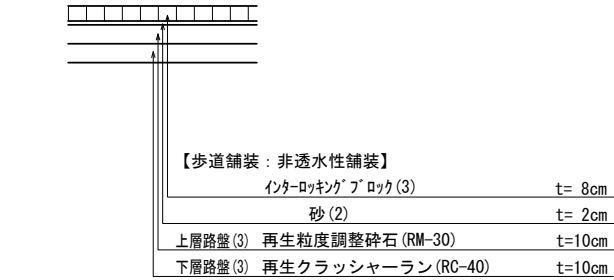 【歩道舗装：非透水性舗装】
ｲﾝﾀｰﾛｯｷﾝｸﾞﾌﾞﾛｯｸ(3) t= 8cm
砂(2) t= 2cm
上層路盤(3) 再生粒度調整砕石(RM-30) t=10cm
下層路盤(3) 再生クラッシャーラン(RC-40) t=10cm